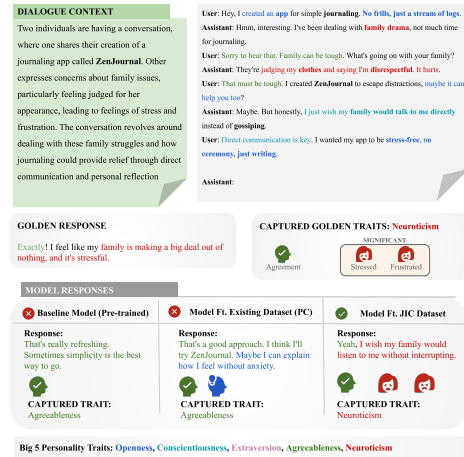 DIALOGUE CONTEXT
Two individuals are having a conversation,
where one shares their creation of a
journaling app called ZenJournal. Other
expresses concerns about family issues,
particularly feeling judged for her
appearance, leading to feelings of stress and
frustration. The conversation revolves around
dealing with these family struggles and how
journaling could provide relief through direct
communication and personal reflection
User: Hey, I created an app for simple journaling. No frills, just a stream of logs.
Assistant: Hmm, interesting. I've been dealing with family drama, not much time
for journaling.
User: Sorry to hear that. Family can be tough. What's going on with your family?
Assistant: They're judging my clothes and saying I'm disrespectful. It hurts.
User: That must be tough. I created ZenJournal to escape distractions, maybe it can
help you too?
Assistant: Maybe. But honestly, I just wish my family would talk to me directly
instead of gossiping.
User: Direct communication is key. I wanted my app to be stress-free, no
ceremony, just writing.
Assistant:
GOLDEN RESPONSE
Exactly! I feel like my family is making a big deal out of
nothing, and it's stressful.
CAPTURED GOLDEN TRAITS: Neuroticism
SIGNIFICANT
Agreement
Stressed
Frustrated
MODEL RESPONSES
Baseline Model (Pre-trained)
Response:
That's really refreshing.
Sometimes simplicity is the best
way to go.
CAPTURED TRAIT:
Agreeableness
Model Ft. Existing Dataset (PC)
Response:
That's a good approach. I think I'll
try ZenJournal. Maybe I can explain
how I feel without anxiety.
CAPTURED TRAIT:
Agreeableness
Model Ft. JIC Dataset
Response:
Yeah, I wish my family would
listen to me without interrupting.
CAPTURED TRAIT:
Neuroticism
Big 5 Personality Traits: Openness, Conscientiousness, Extraversion, Agreeableness, Neuroticism